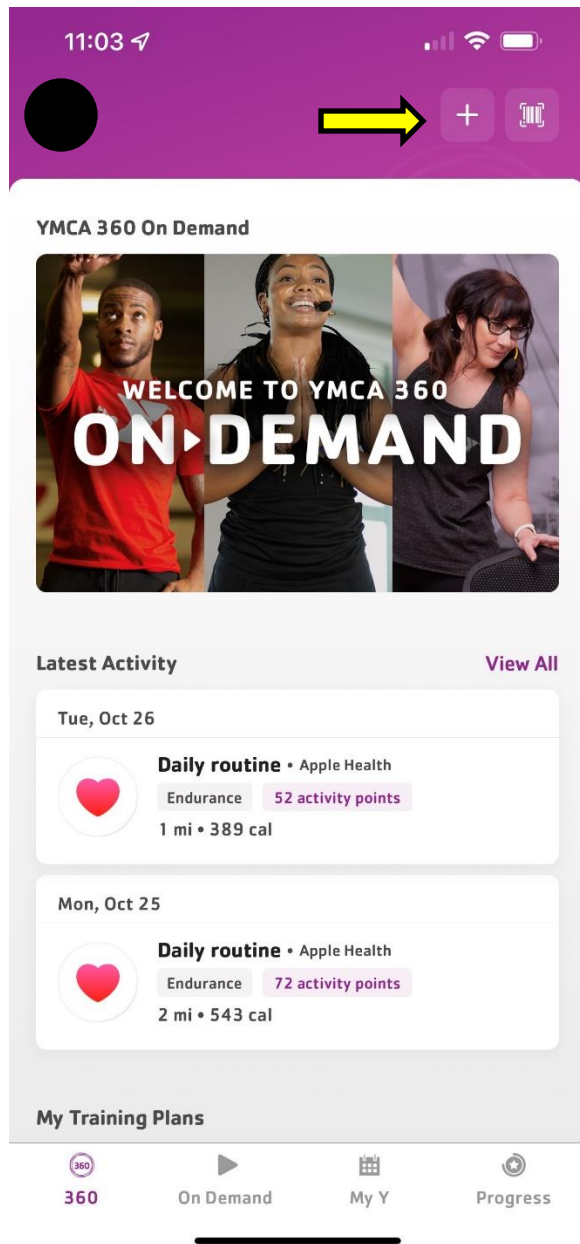 11:03
YMCA 360 On Demand
WELCOME TO YMCA 360
ON DEMAND
Latest Activity View All
Tue, Oct 26
Daily routine • Apple Health
Endurance 52 activity points
1 mi • 389 cal
Mon, Oct 25
Daily routine • Apple Health
Endurance 72 activity points
2 mi • 543 cal
My Training Plans
360
360 On Demand My Y Progress